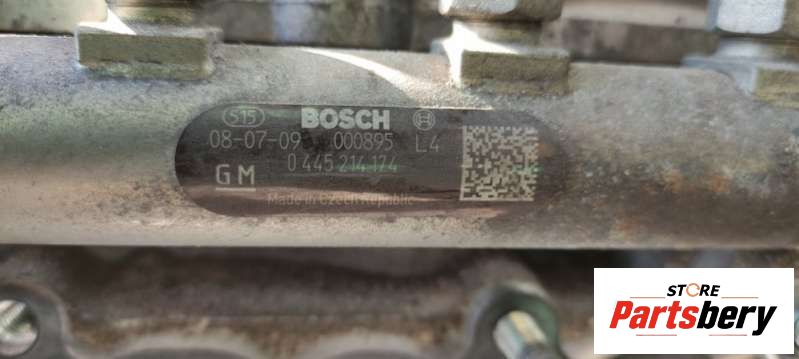 S15 BOSCH
08-07-09 000895 L4
0 445 214 174
GM
Made in Czech Republic
STORE
Partsbery